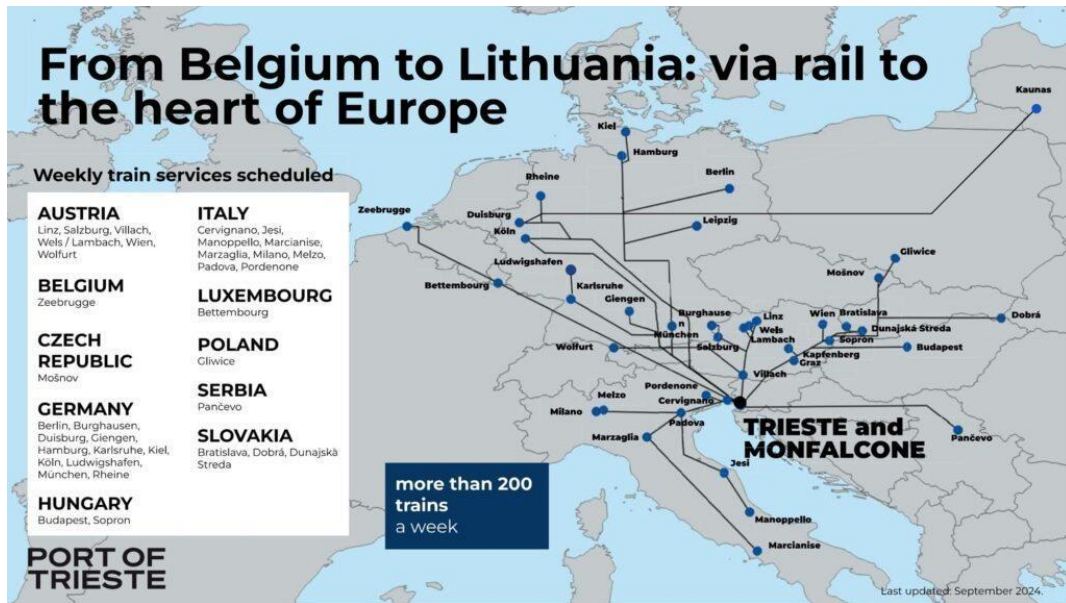 From Belgium to Lithuania: via rail to
the heart of Europe
Weekly train services scheduled
AUSTRIA
Linz, Salzburg, Villach,
Wels / Lambach, Wien,
Wolfurt
BELGIUM
Zeebrugge
CZECH
REPUBLIC
Mošnov
GERMANY
Berlin, Burghausen,
Duisburg, Giengen,
Hamburg, Karlsruhe, Kiel,
Köln, Ludwigshafen,
München, Rheine
HUNGARY
Budapest, Sopron
ITALY
Cervignano, Jesi,
Manoppello, Marcianise,
Marzaglia, Milano, Melzo,
Padova, Pordenone
LUXEMBOURG
Bettembourg
POLAND
Gliwice
SERBIA
Pančevo
SLOVAKIA
Bratislava, Dobrá, Dunajská
Streda
PORT OF
TRIESTE
more than 200
trains
a week
Kaunas
Kiel
Hamburg
Berlin
Rheine
Zeebrugge
Duisburg
Köln
Leipzig
Ludwigshafen
Gliwice
Mošnov
Bettembourg
Karlsruhe
Giengen
Burghause
n
München
Linz
Wels
Lambach
Salzburg
Wien
Bratislava
Dunajská Streda
Dobrá
Sopron
Budapest
Kapfenberg
Graz
Wolfurt
Villach
Pordenone
Cervignano
Melzo
Milano
Padova
Marzaglia
TRIESTE and
MONFALCONE
Pančevo
Jesi
Manoppello
Marcianise
Last updated: September 2024.